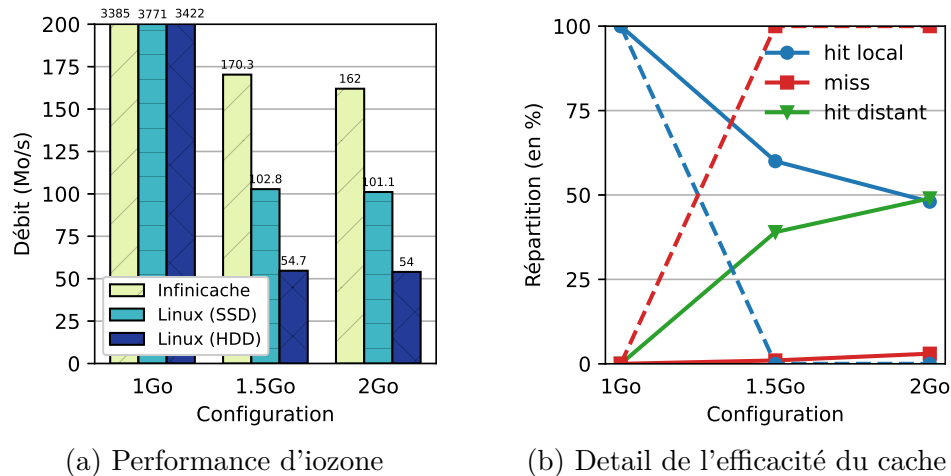 3385 3771 3422
200
175
150
125
100
75
50
25
0
Débit (Mo/s)
170.3
102.8
54.7
162
101.1
54
Infinicache
Linux (SSD)
Linux (HDD)
1Go 1.5Go 2Go
Configuration
(a) Performance d'iozone
100
75
50
25
0
Répartition (en %)
hit local
miss
hit distant
1Go 1.5Go 2Go
Configuration
(b) Detail de l'efficacité du cache